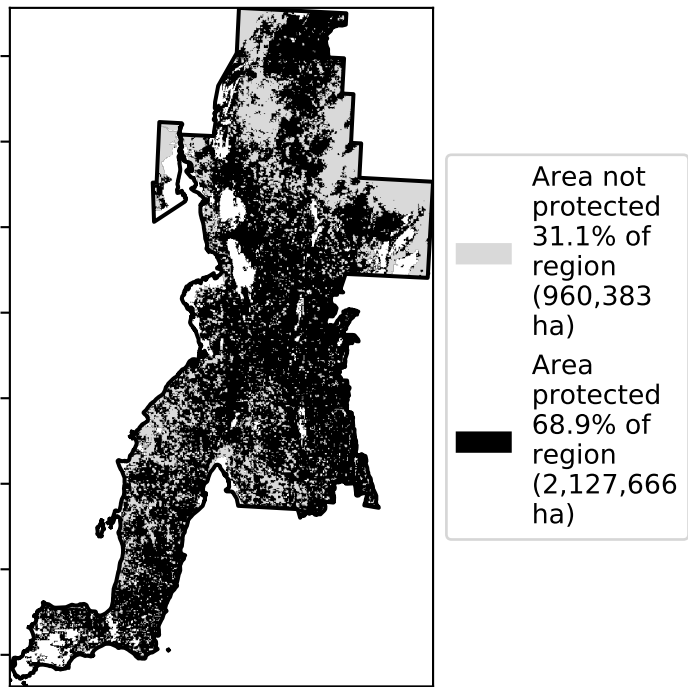 Area not
protected
31.1% of
region
(960,383
ha)
Area
protected
68.9% of
region
(2,127,666
ha)